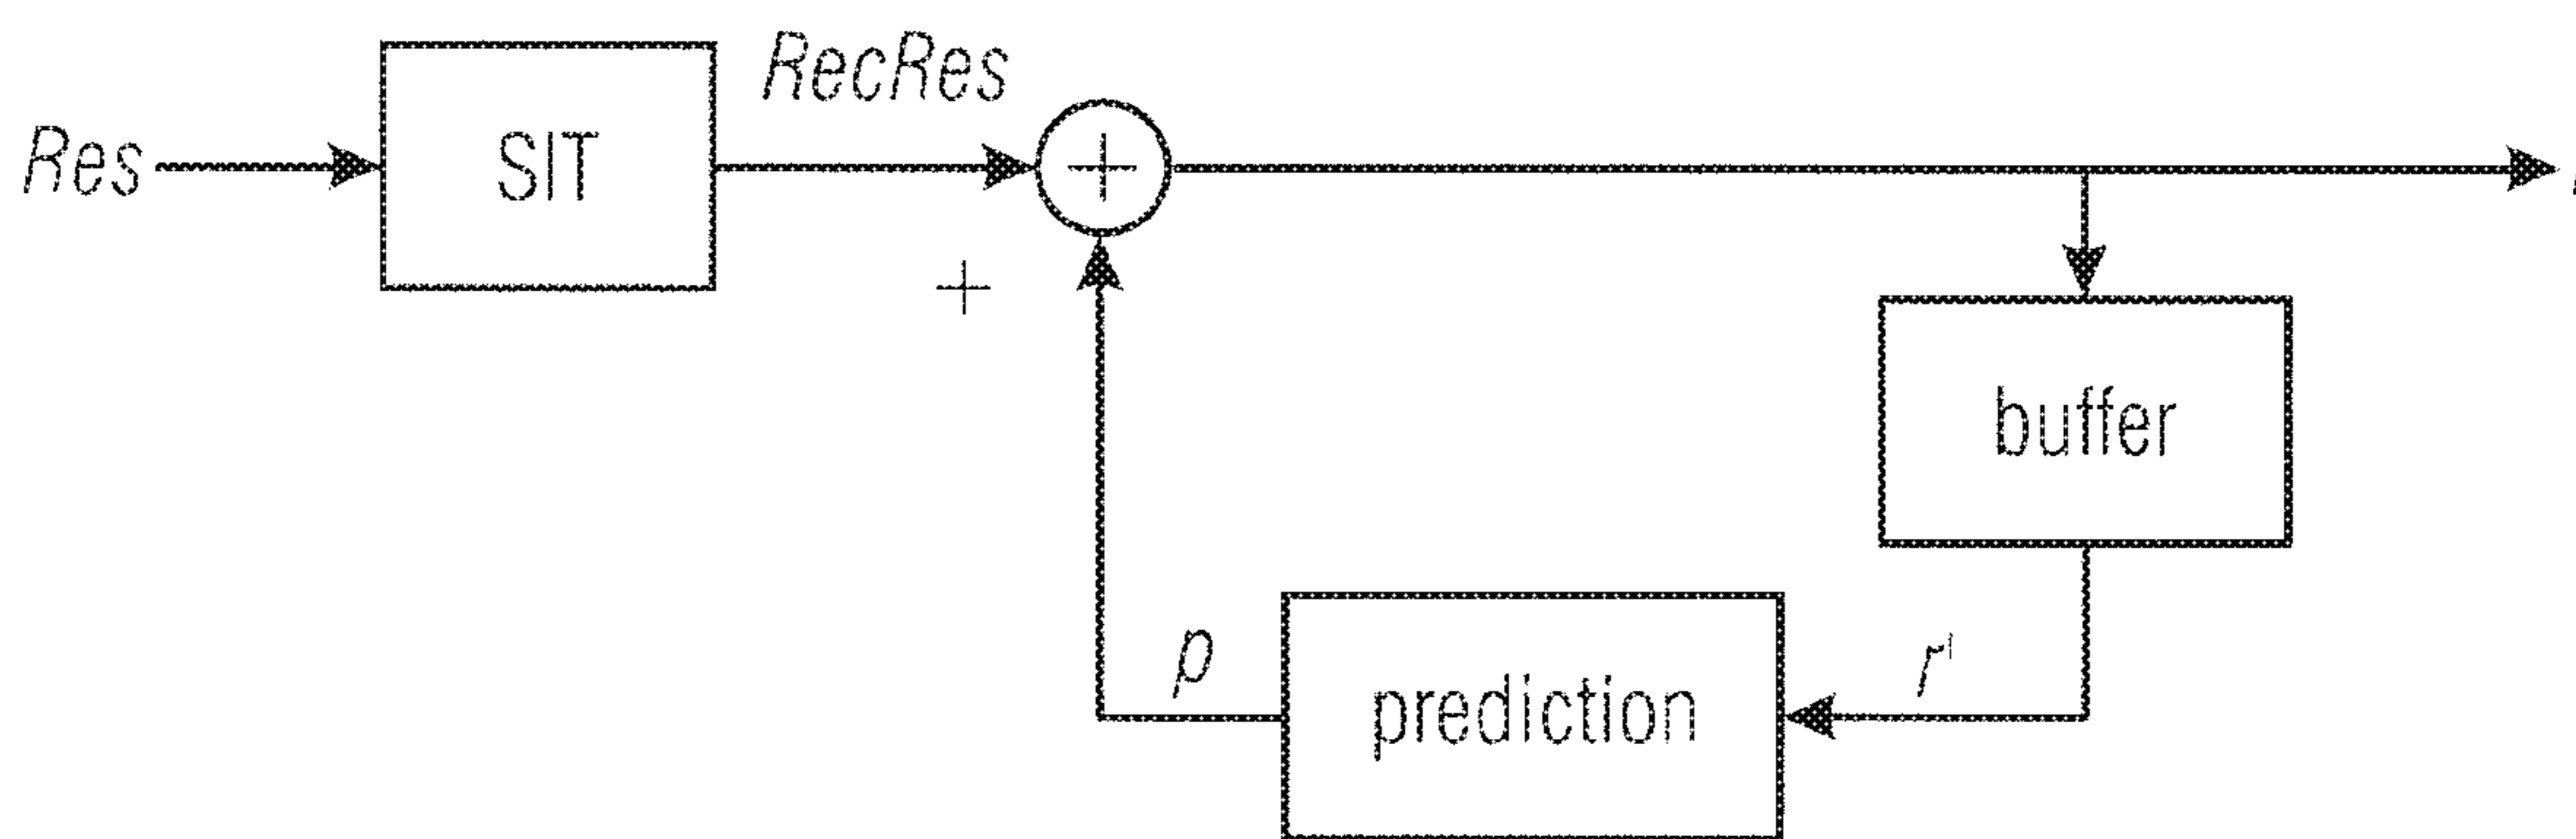 Res
SIT
RecRes
+
+
buffer
prediction
p
r'